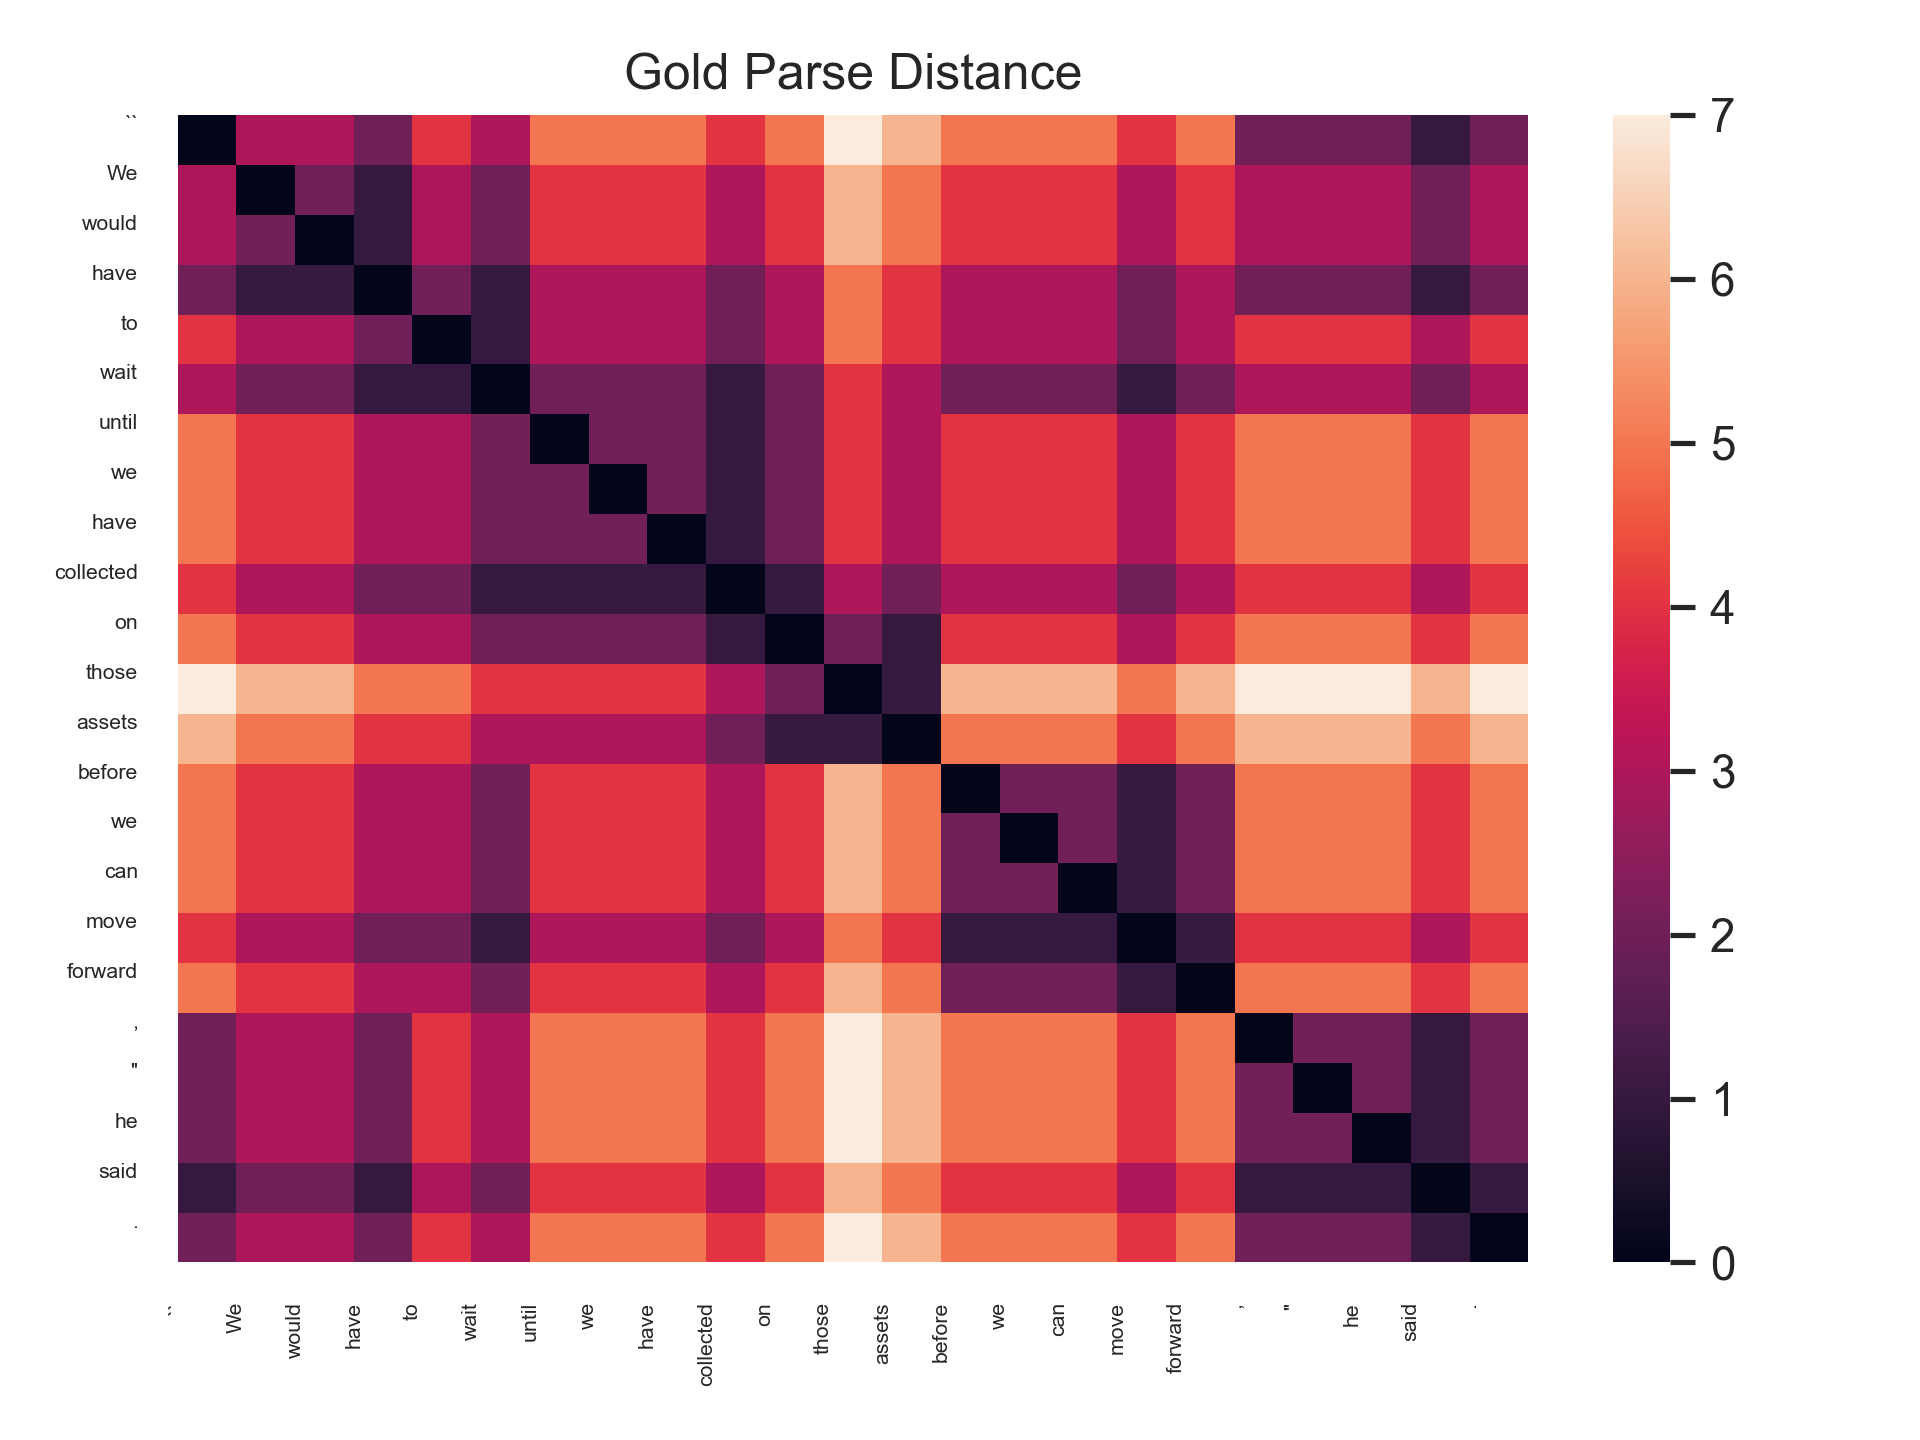 Gold Parse Distance
``
We
would
have
to
wait
until
we
have
collected
on
those
assets
before
we
can
move
forward
,
"
he
said
.
7
6
5
4
3
2
1
0
`` We would have to wait until we have collected on those assets before we can move forward , " he said .